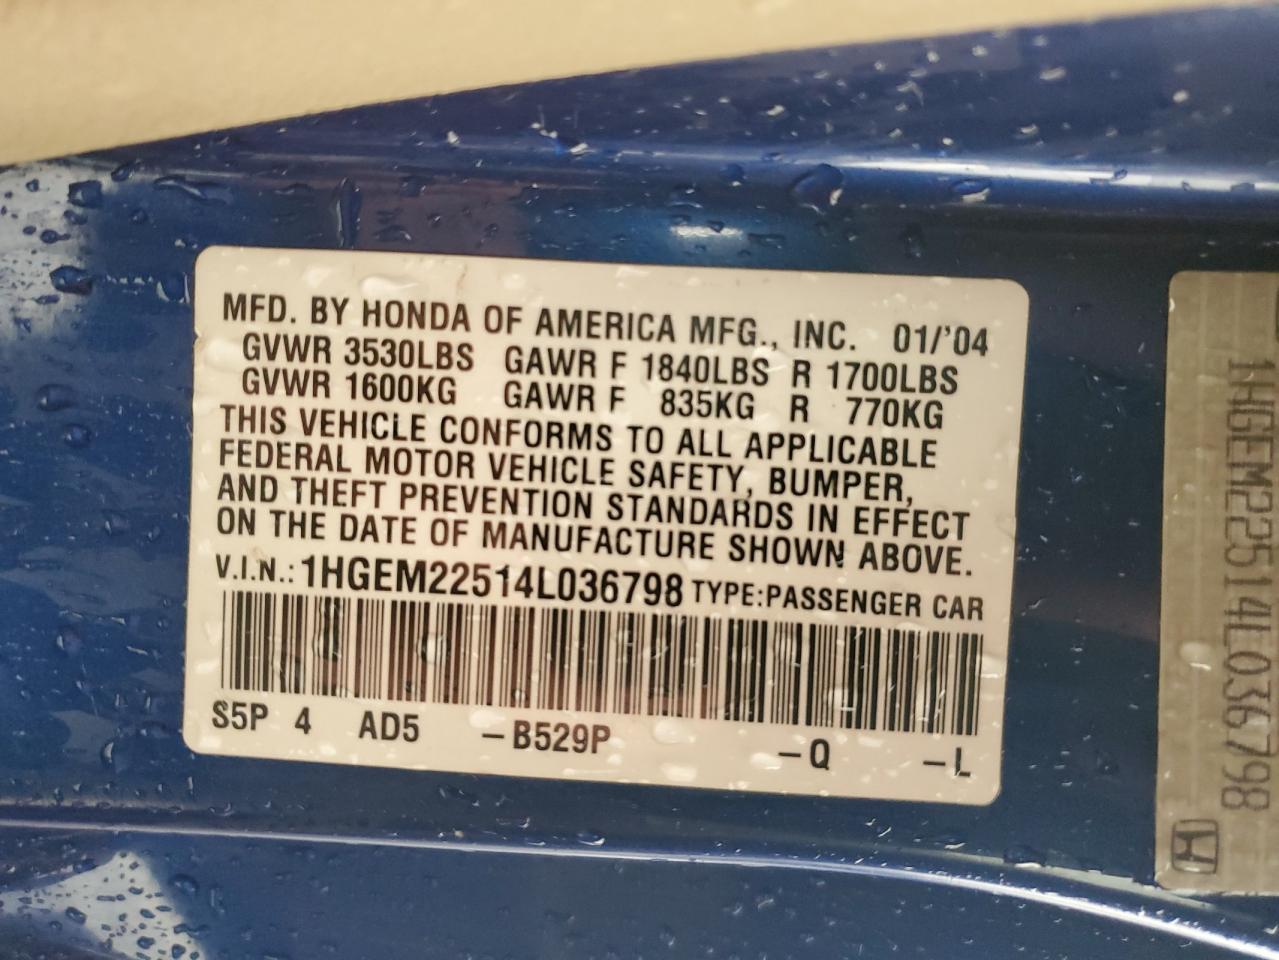 MFD. BY HONDA OF AMERICA MFG., INC. 01/'04
GVWR 3530LBS GAWR F 1840LBS R 1700LBS
GVWR 1600KG GAWR F 835KG R 770KG
THIS VEHICLE CONFORMS TO ALL APPLICABLE
FEDERAL MOTOR VEHICLE SAFETY, BUMPER,
AND THEFT PREVENTION STANDARDS IN EFFECT
ON THE DATE OF MANUFACTURE SHOWN ABOVE.
V.I.N.: 1HGEM22514L036798 TYPE:PASSENGER CAR
S5P 4 AD5 -B529P -Q -L
1HGEM22514L036798